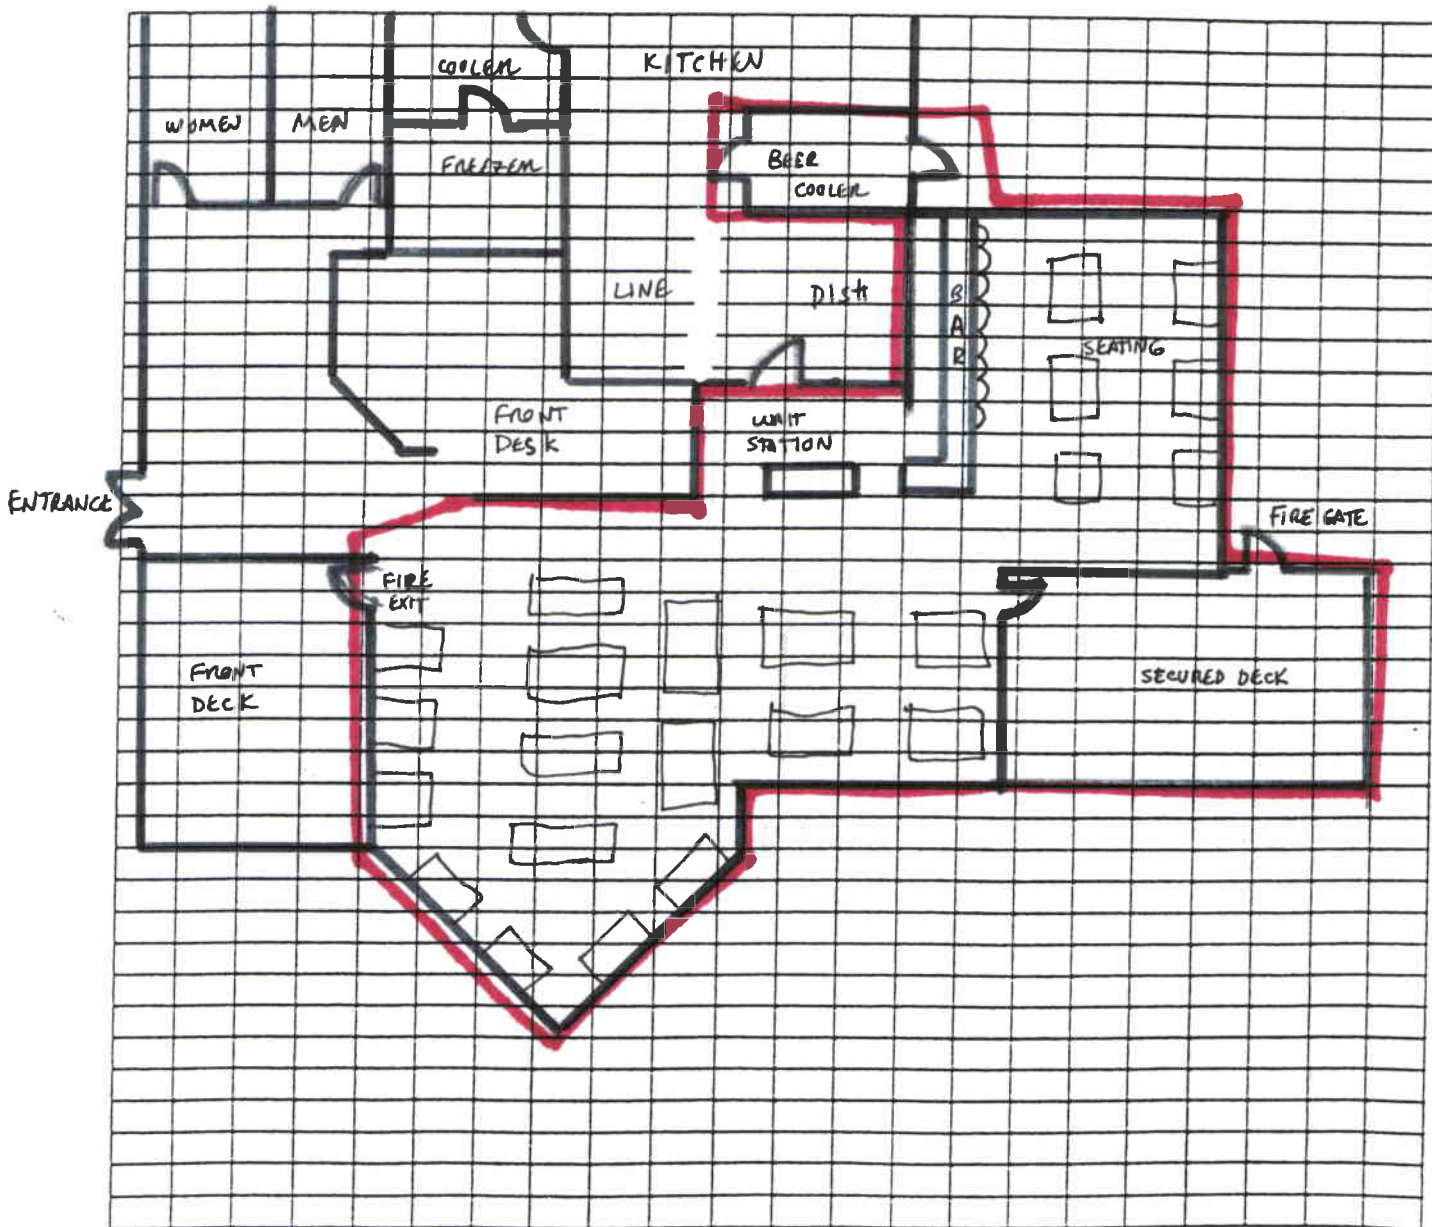 COOLER
KITCHEN
WOMEN
MEN
FREEZER
BEER
COOLER
LINE
DISH
BAR
SEATING
FRONT
DESK
WAIT
STATION
ENTRANCE
FIRE GATE
FIRE
EXIT
FRONT
DECK
SECURED DECK